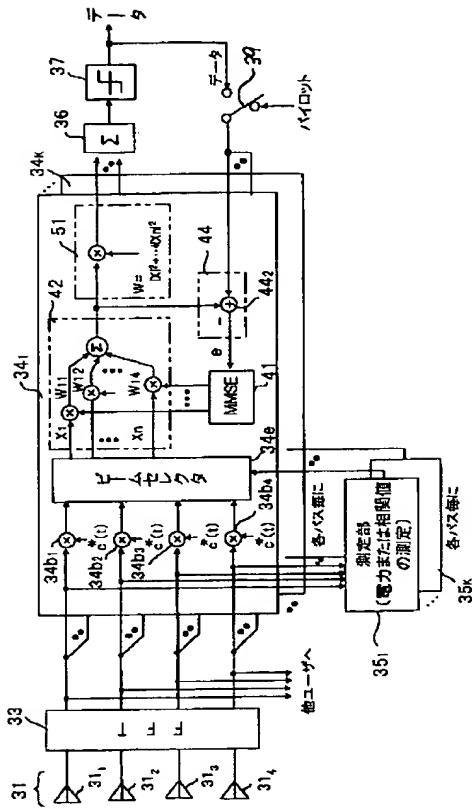 31
31₁
31₂
31₃
31₄
33
FFT
他ユーザへ
34b₁
34b₂
34b₃
34b₄
c*(t)
c*(t)
c*(t)
c*(t)
ビームセレクタ
34e
34₁
34ₖ
42
X₁
Xn
W₁₁
W₁₂
W₁₄
Σ
MMSE
41
e
51
W=
|X₁|²+…+|Xn|²
44
44₂
36
Σ
37
データ
データ
39
パイロット
各パス毎に
測定部
(電力または相関値
の測定)
35₁
35ₖ
各パス毎に